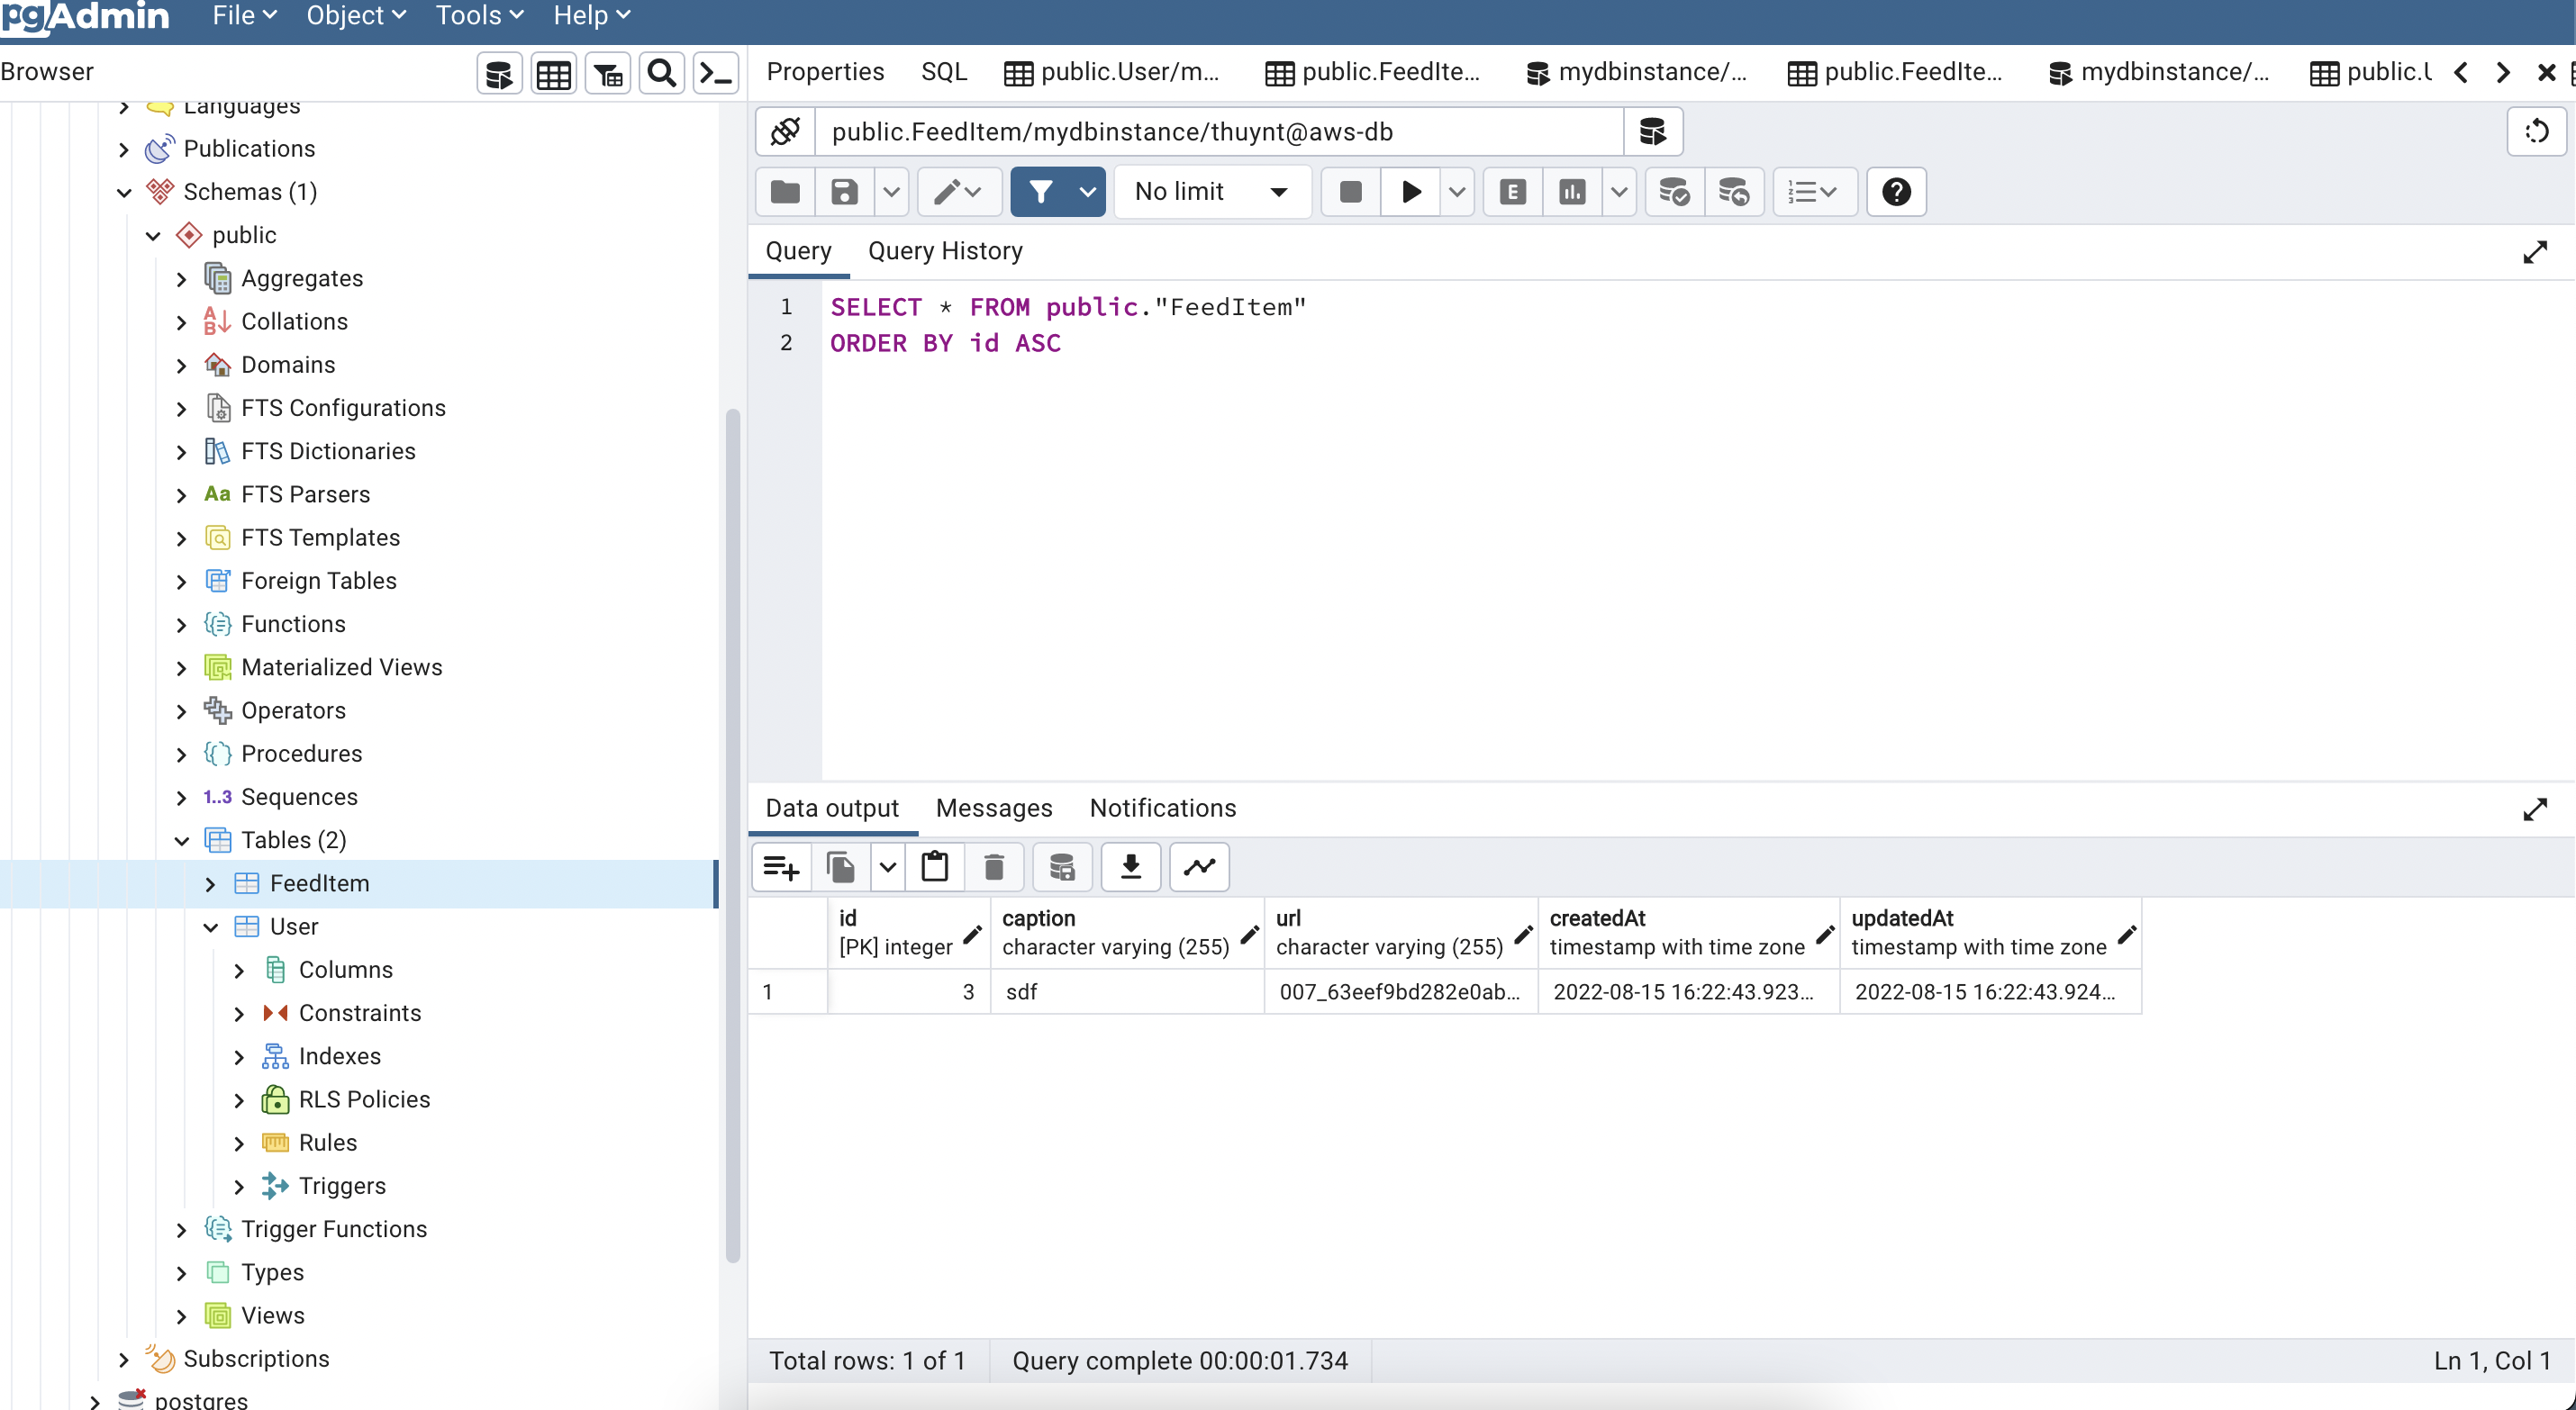 pgAdmin File Object Tools Help
Browser
Properties SQL public.User/m... public.FeedIte... mydbinstance/... public.FeedIte... mydbinstance/... public.U
Languages
Publications
Schemas (1)
public
Aggregates
Collations
Domains
FTS Configurations
FTS Dictionaries
Aa FTS Parsers
FTS Templates
Foreign Tables
Functions
Materialized Views
Operators
Procedures
1..3 Sequences
Tables (2)
FeedItem
User
Columns
Constraints
Indexes
RLS Policies
Rules
Triggers
Trigger Functions
Types
Views
Subscriptions
postgres
public.FeedItem/mydbinstance/thuynt@aws-db
No limit
E
Query Query History
1 SELECT * FROM public."FeedItem"
2 ORDER BY id ASC
Data output Messages Notifications
id caption url createdAt updatedAt
[PK] integer character varying (255) character varying (255) timestamp with time zone timestamp with time zone
1 3 sdf 007_63eef9bd282e0ab... 2022-08-15 16:22:43.923... 2022-08-15 16:22:43.924...
Total rows: 1 of 1 Query complete 00:00:01.734 Ln 1, Col 1